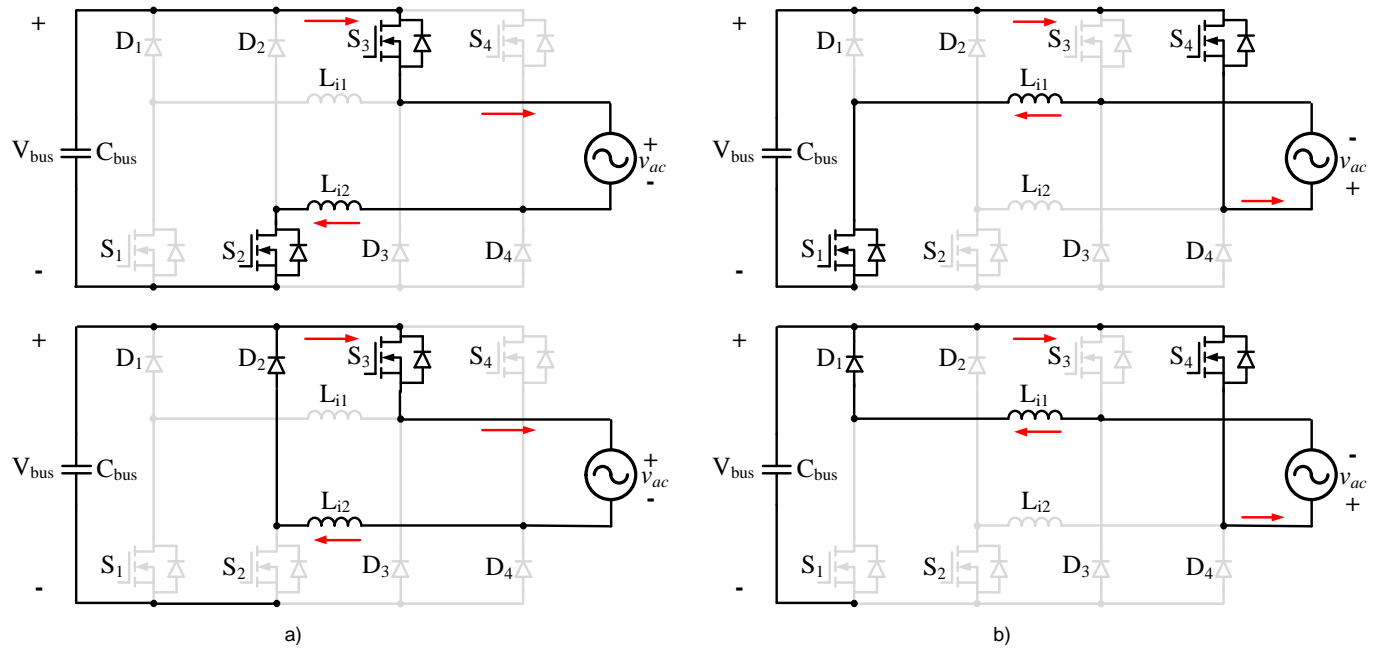 + D1 D2 S3 S4 + D1 D2 S3 S4
Li1 Li1
Vbus Cbus + vac - Vbus Cbus - vac +
Li2 Li2
- S1 S2 D3 D4 - S1 S2 D3 D4
+ D1 D2 S3 S4 + D1 D2 S3 S4
Li1 Li1
Vbus Cbus + vac - Vbus Cbus - vac +
Li2 Li2
- S1 S2 D3 D4 - S1 S2 D3 D4
a) b)